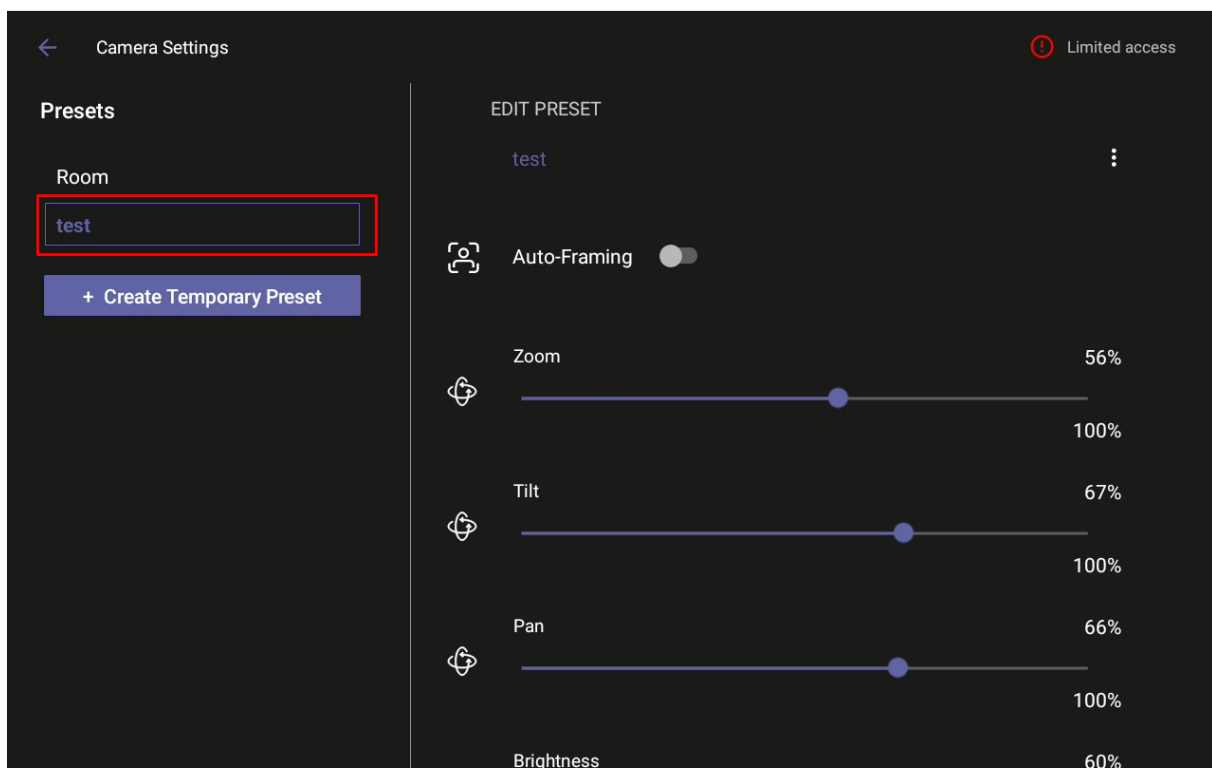 Camera Settings
Limited access
Presets
Room
test
+ Create Temporary Preset
EDIT PRESET
test
Auto-Framing
Zoom
56%
100%
Tilt
67%
100%
Pan
66%
100%
Brightness
60%